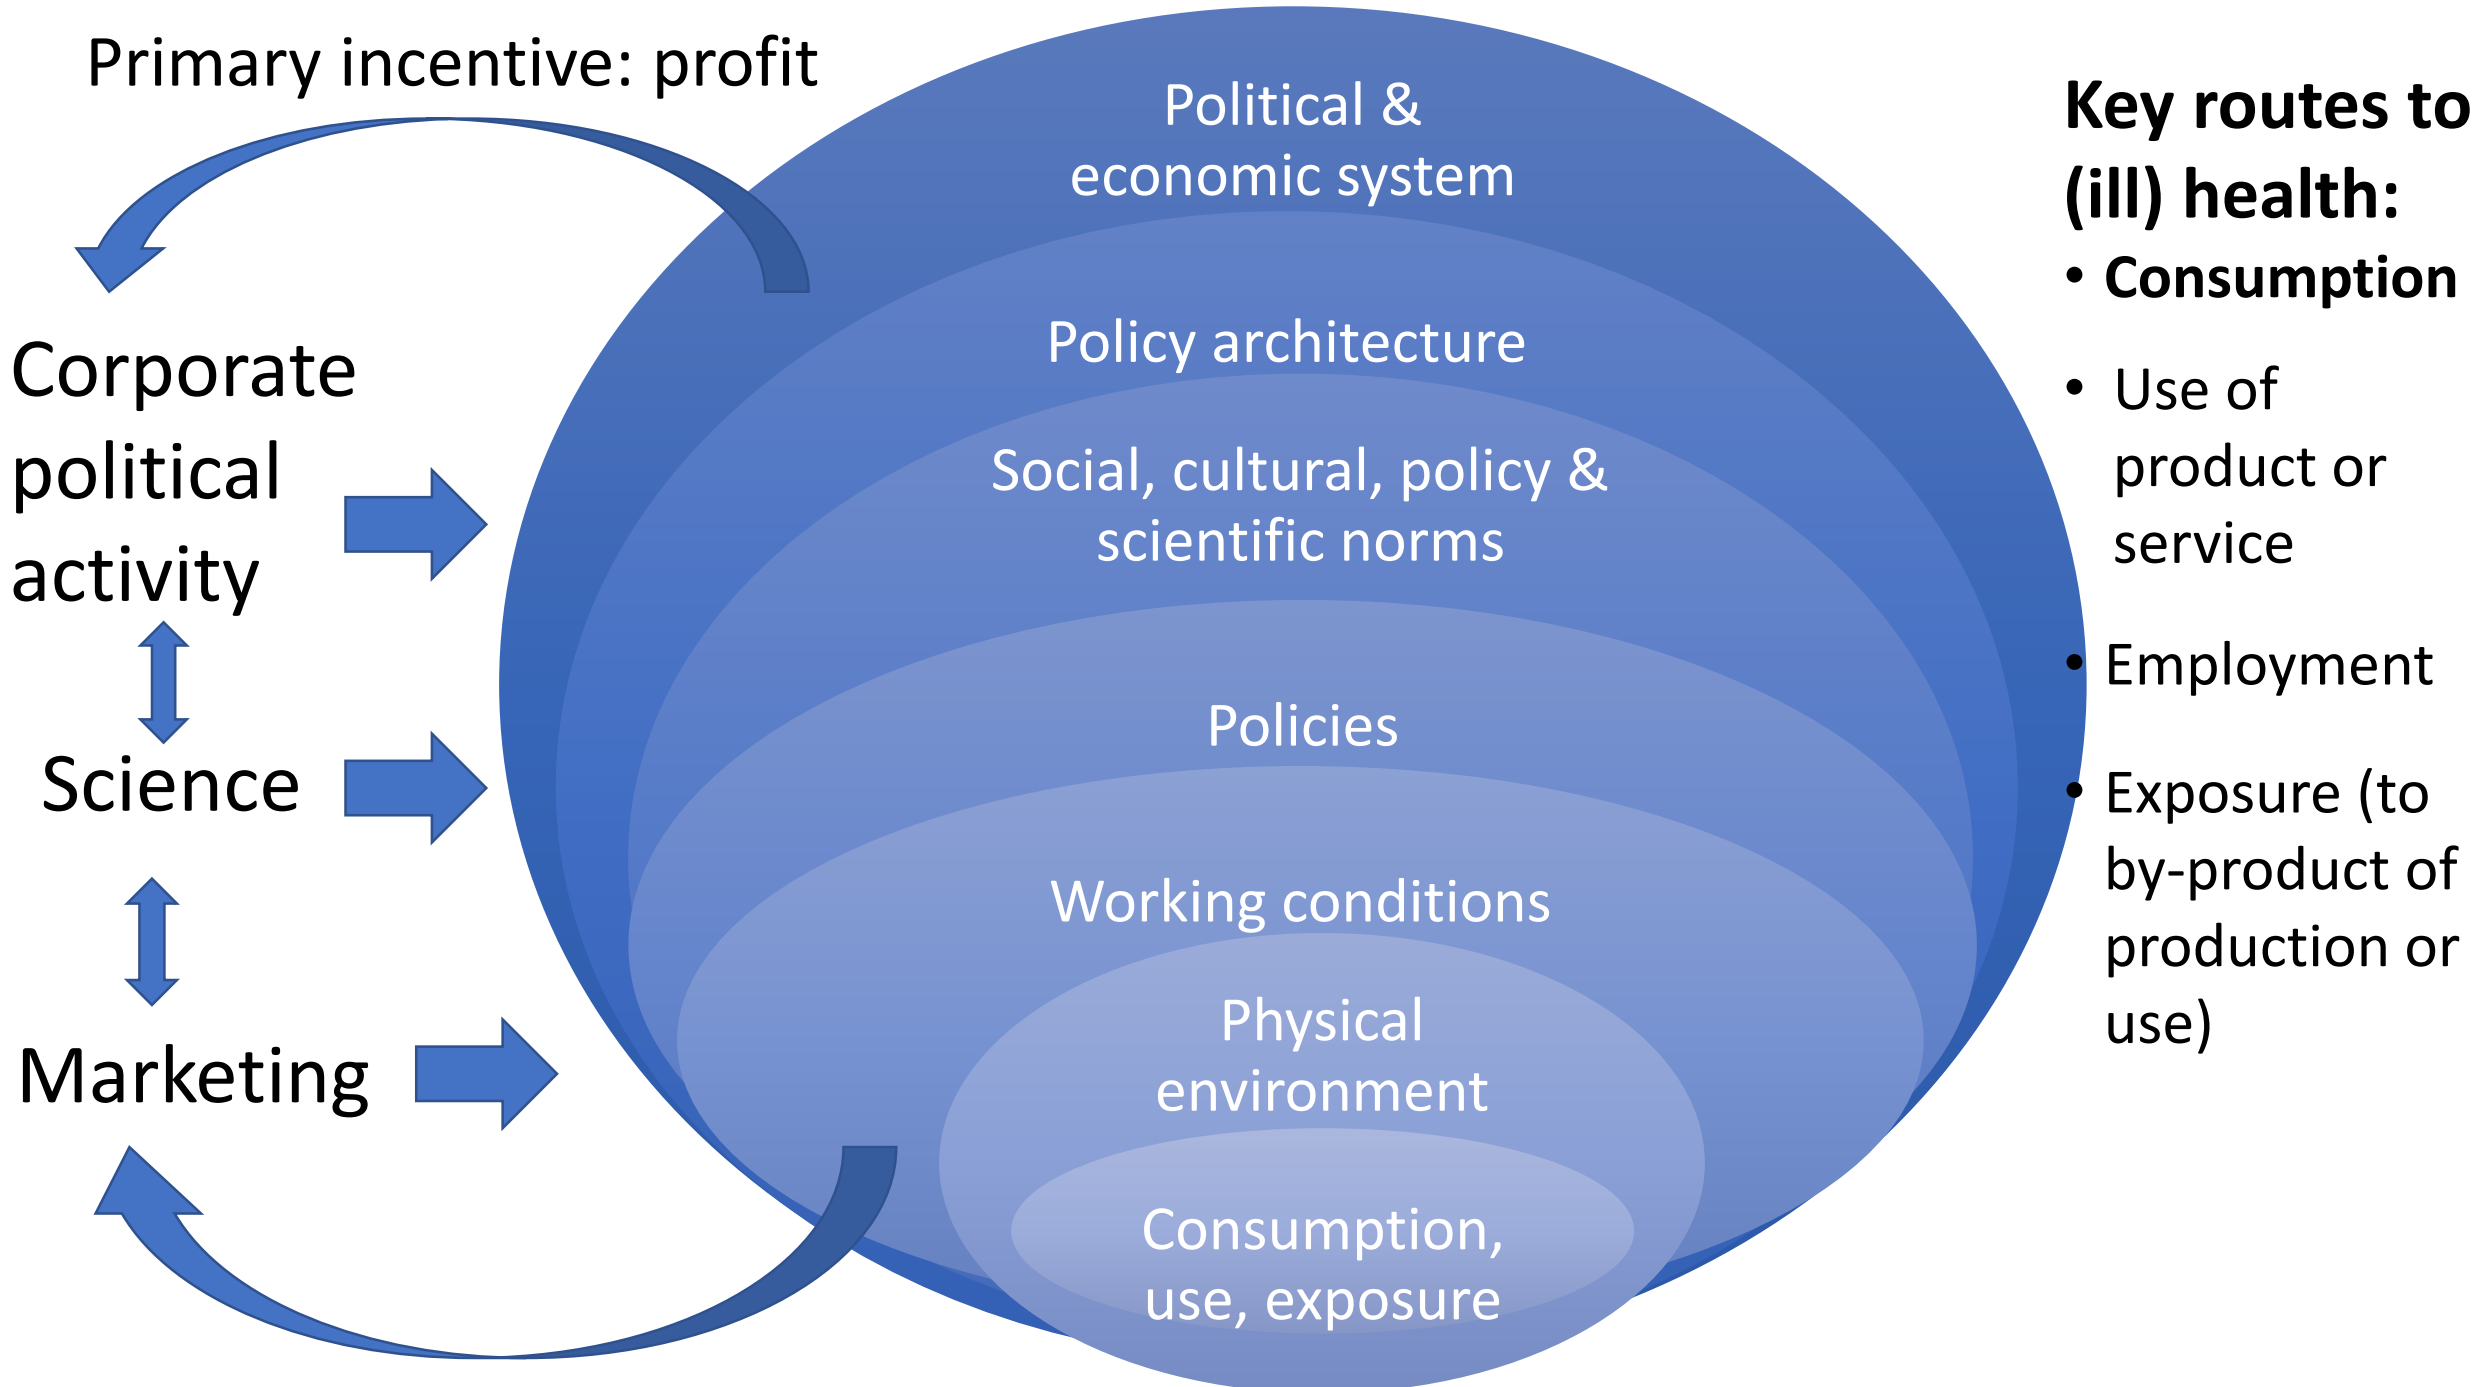 Primary incentive: profit
Corporate
political
activity
Science
Marketing
Political &
economic system
Policy architecture
Social, cultural, policy &
scientific norms
Policies
Working conditions
Physical
environment
Consumption,
use, exposure
Key routes to
(ill) health:
• Consumption
• Use of
product or
service
• Employment
• Exposure (to
by-product of
production or
use)